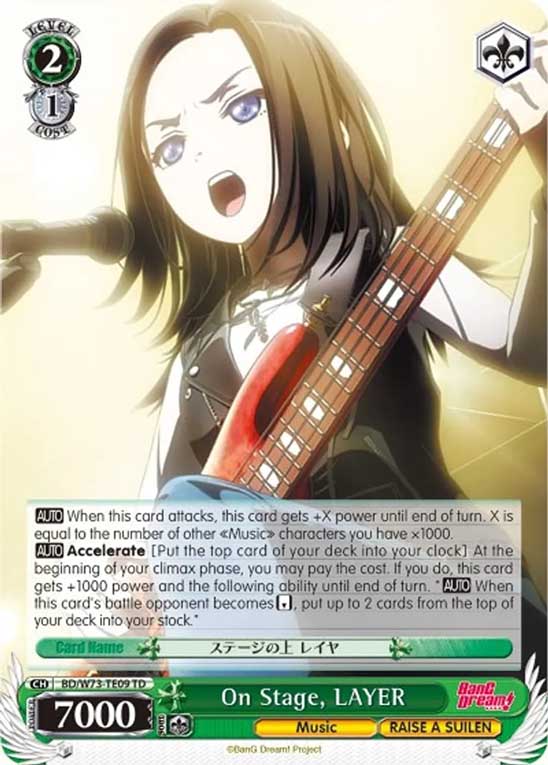 LEVEL
2
1
COST
AUTO When this card attacks, this card gets +X power until end of turn. X is
equal to the number of other «Music» characters you have ×1000.
AUTO Accelerate [Put the top card of your deck into your clock] At the
beginning of your climax phase, you may pay the cost. If you do, this card
gets +1000 power and the following ability until end of turn. "AUTO When
this card's battle opponent becomes, put up to 2 cards from the top of
your deck into your stock."
Card Name ステージの上 レイヤ
CH BD/W73-TE09 TD
On Stage, LAYER
BanG Dream!
POWER 7000 SOUL
Music RAISE A SUILEN
©BanG Dream! Project